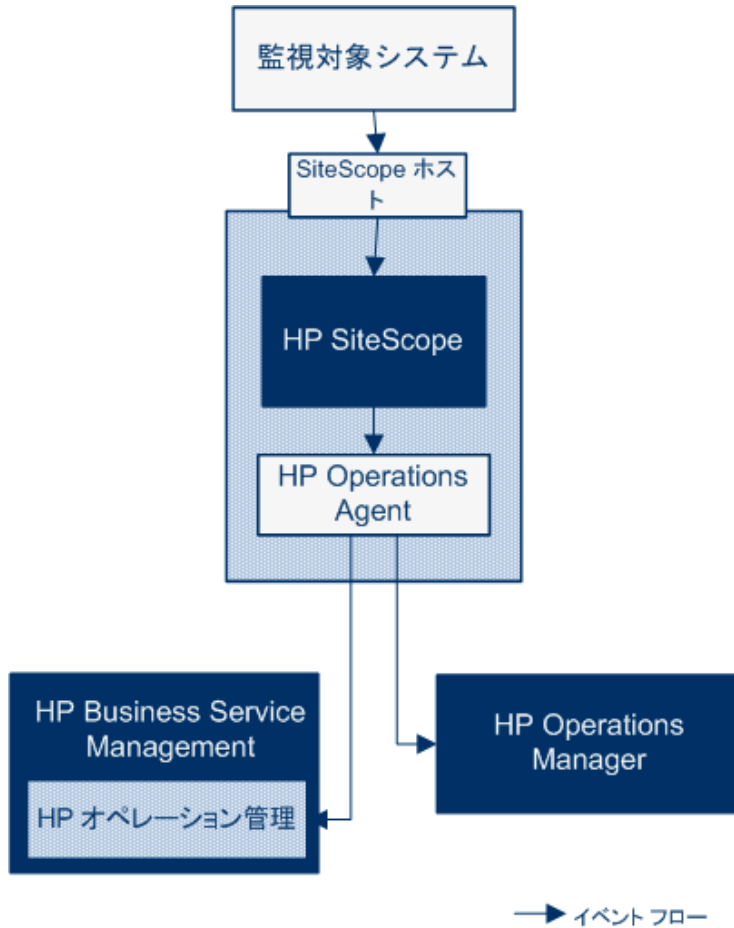 監視対象システム
SiteScope ホス
ト
HP SiteScope
HP Operations
Agent
HP Business Service
Management
HP オペレーション管理
HP Operations
Manager
イベント フロー